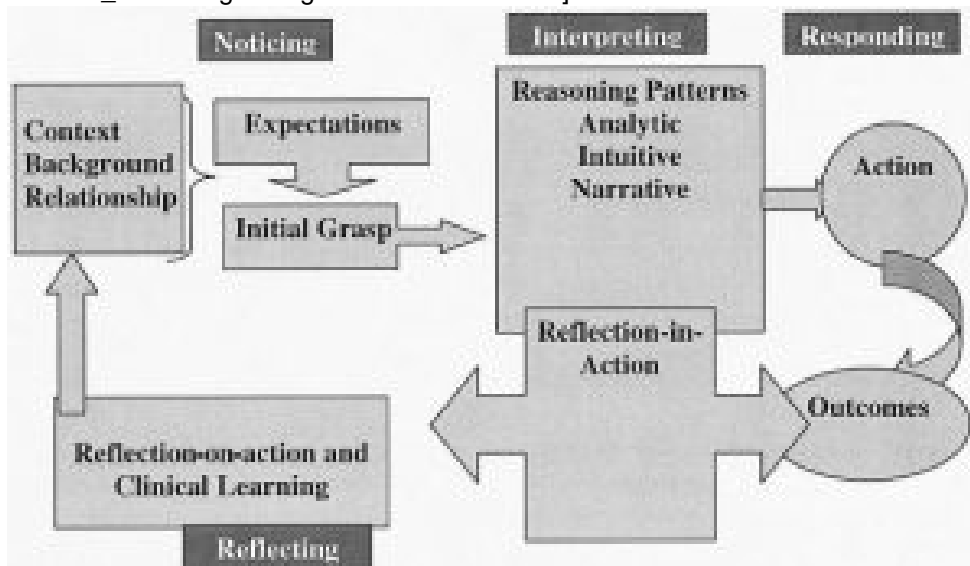 Noticing
Interpreting
Responding
Context
Background
Relationship
Expectations
Initial Grasp
Reasoning Patterns
Analytic
Intuitive
Narrative
Action
Reflection-in-
Action
Outcomes
Reflection-on-action and
Clinical Learning
Reflecting